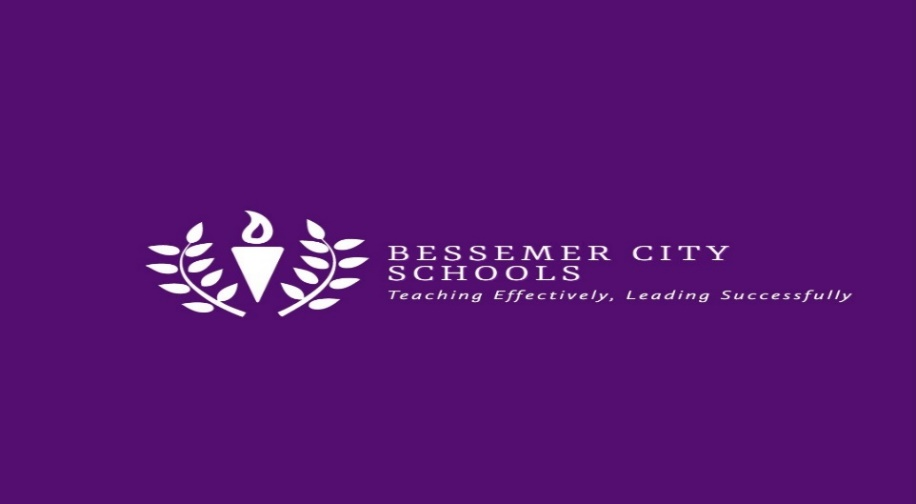 BESSEMER CITY
SCHOOLS
Teaching Effectively, Leading Successfully